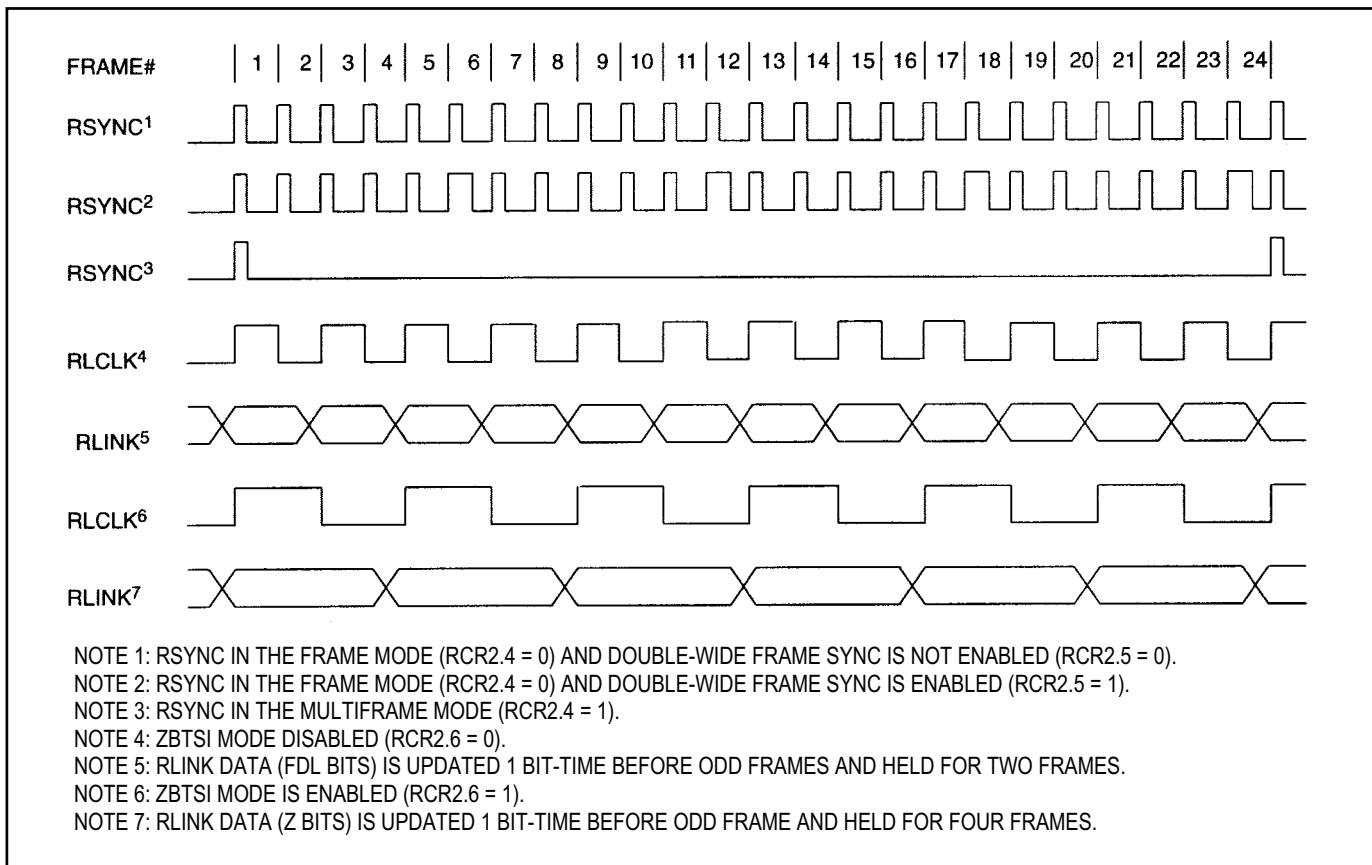 FRAME# 1 2 3 4 5 6 7 8 9 10 11 12 13 14 15 16 17 18 19 20 21 22 23 24
RSYNC1
RSYNC2
RSYNC3
RLCLK4
RLINK5
RLCLK6
RLINK7
NOTE 1: RSYNC IN THE FRAME MODE (RCR2.4 = 0) AND DOUBLE-WIDE FRAME SYNC IS NOT ENABLED (RCR2.5 = 0).
NOTE 2: RSYNC IN THE FRAME MODE (RCR2.4 = 0) AND DOUBLE-WIDE FRAME SYNC IS ENABLED (RCR2.5 = 1).
NOTE 3: RSYNC IN THE MULTIFRAME MODE (RCR2.4 = 1).
NOTE 4: ZBTSI MODE DISABLED (RCR2.6 = 0).
NOTE 5: RLINK DATA (FDL BITS) IS UPDATED 1 BIT-TIME BEFORE ODD FRAMES AND HELD FOR TWO FRAMES.
NOTE 6: ZBTSI MODE IS ENABLED (RCR2.6 = 1).
NOTE 7: RLINK DATA (Z BITS) IS UPDATED 1 BIT-TIME BEFORE ODD FRAME AND HELD FOR FOUR FRAMES.